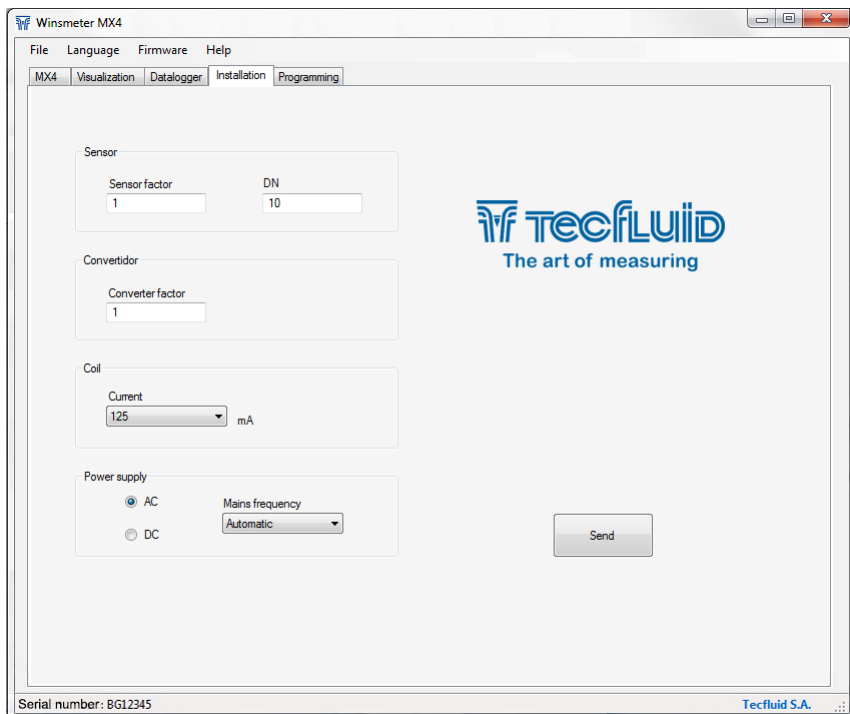 Winsmeter MX4
File Language Firmware Help
MX4 Visualization Datalogger Installation Programming
Sensor
Sensor factor DN
1 10
Convertidor
Converter factor
1
Coil
Current
125 mA
Power supply
AC Mains frequency
Automatic
DC
Tecfluid
The art of measuring
Send
Serial number: BG12345 Tecfluid S.A.